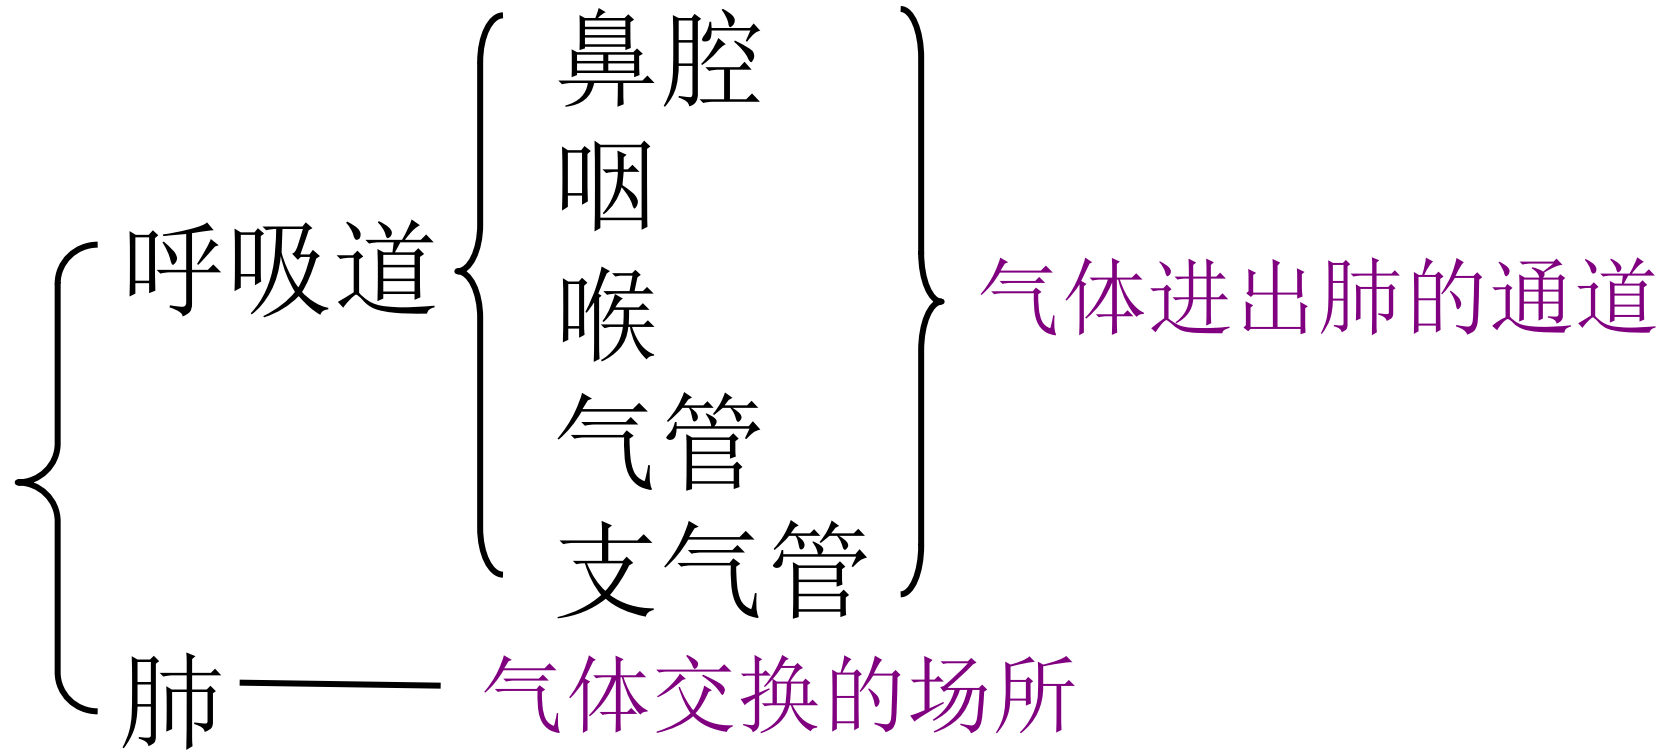 鼻腔
咽
呼吸道
喉
气体进出肺的通道
气管
支气管
肺
气体交换的场所